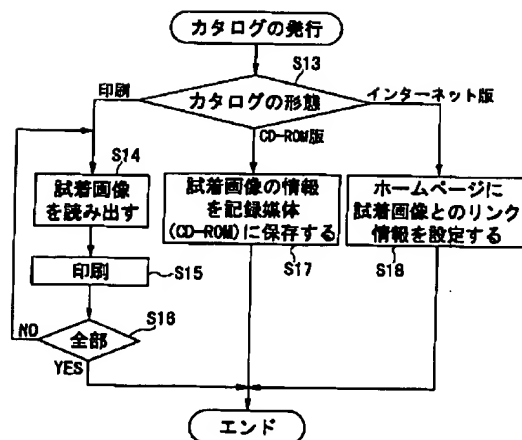 カタログの発行
S13
カタログの形態
印刷
インターネット版
CD-ROM版
S14
試着画像
を読み出す
試着画像の情報
を記録媒体
(CD-ROM)に保存する
S17
ホームページに
試着画像とのリンク
情報を設定する
S18
印刷
S15
全部
S16
NO
YES
エンド